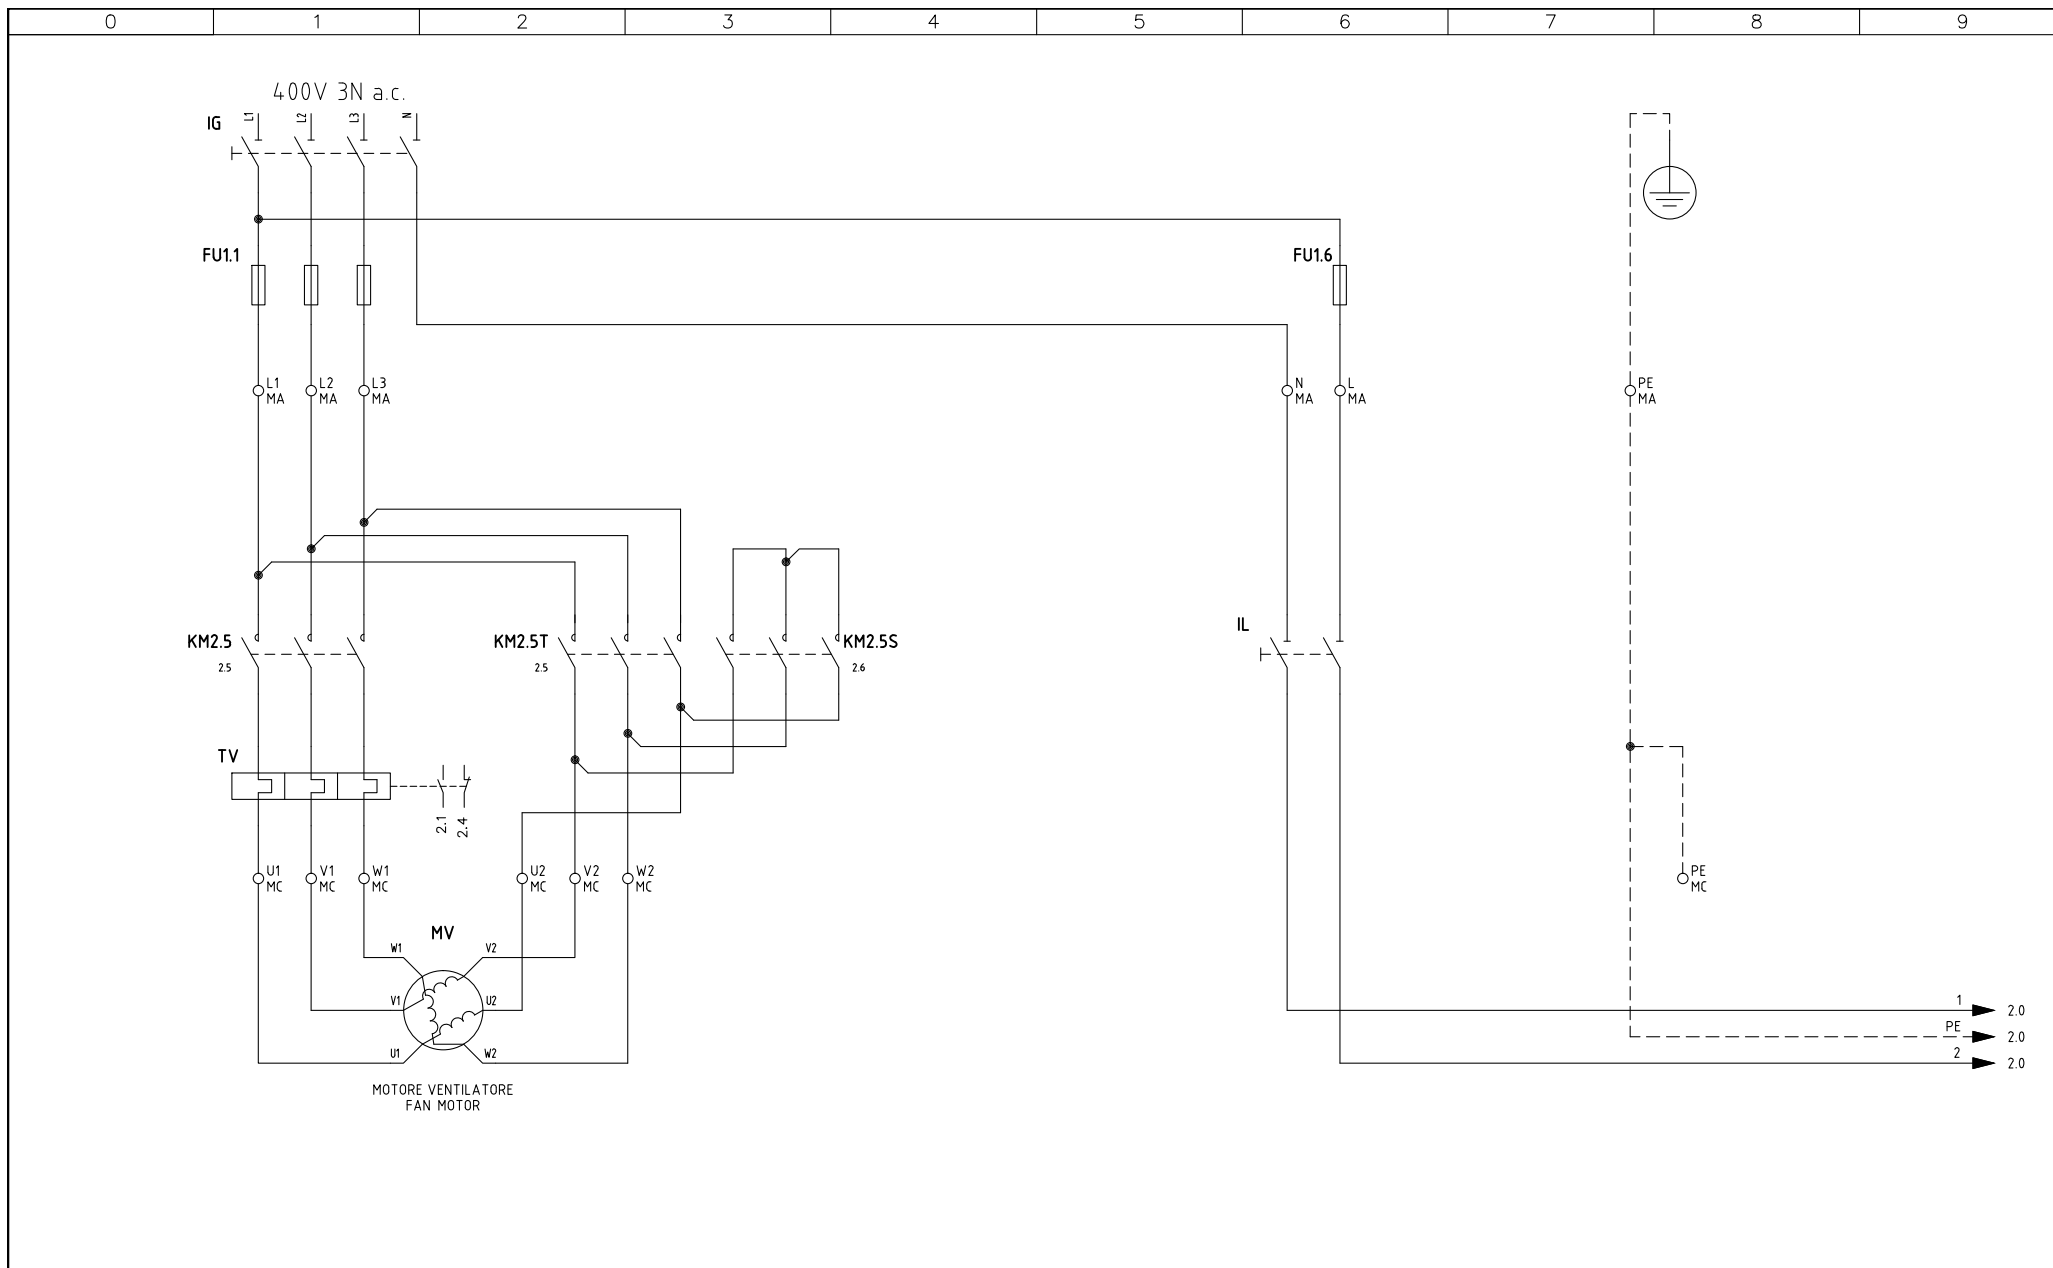 0 1 2 3 4 5 6 7 8 9
400V 3N a.c.
IG L1 L2 L3 N
FU1.1 FU1.6
L1 L2 L3 N L PE
MA MA MA MA MA MA
KM2.5 KM2.5T KM2.5S IL
2.5 2.5 2.6
TV
2.1 2.4
U1 V1 W1 U2 V2 W2 PE
MC MC MC MC MC MC MC
MV
W1 V2
V1 U2
U1 W2
1 2.0
PE 2.0
2 2.0
MOTORE VENTILATORE
FAN MOTOR